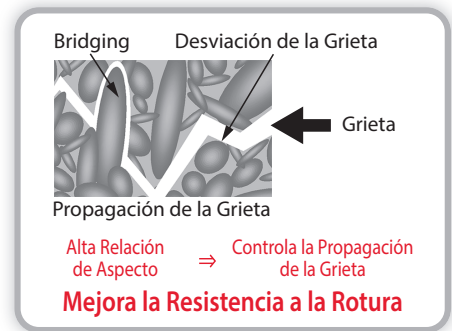 Bridging
Desviación de la Grieta
Grieta
Propagación de la Grieta
Alta Relación
de Aspecto
⇒
Controla la Propagación
de la Grieta
Mejora la Resistencia a la Rotura